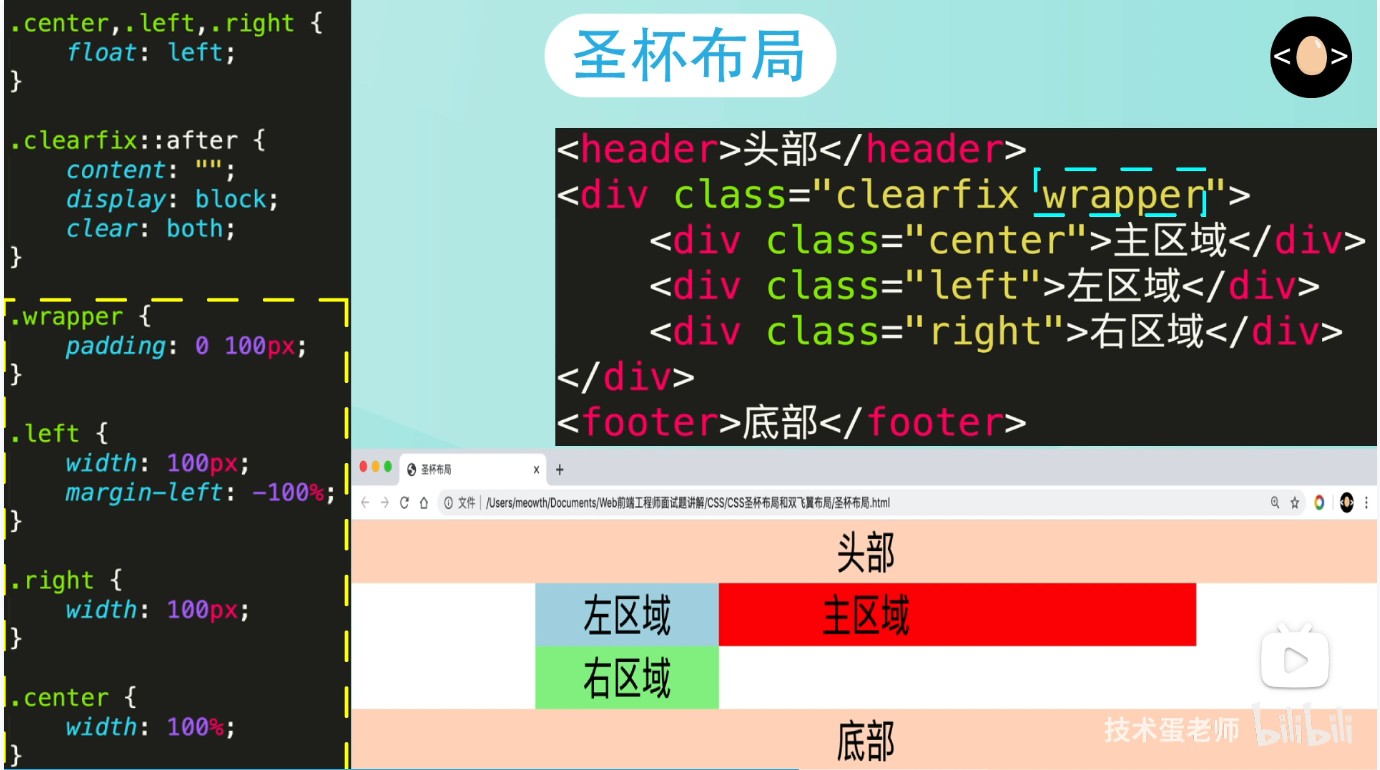 .center,.left,.right {
float: left;
}
.clearfix::after {
content: "";
display: block;
clear: both;
}
.wrapper {
padding: 0 100px;
}
.left {
width: 100px;
margin-left: -100%;
}
.right {
width: 100px;
}
.center {
width: 100%;
}
圣杯布局
< >
<header>头部</header>
<div class="clearfix wrapper">
<div class="center">主区域</div>
<div class="left">左区域</div>
<div class="right">右区域</div>
</div>
<footer>底部</footer>
圣杯布局 x +
文件 /Users/meowth/Documents/Web前端工程师面试题讲解/CSS/CSS圣杯布局和双飞翼布局/圣杯布局.html
头部
左区域 主区域
右区域
底部
技术蛋老师 bilibili